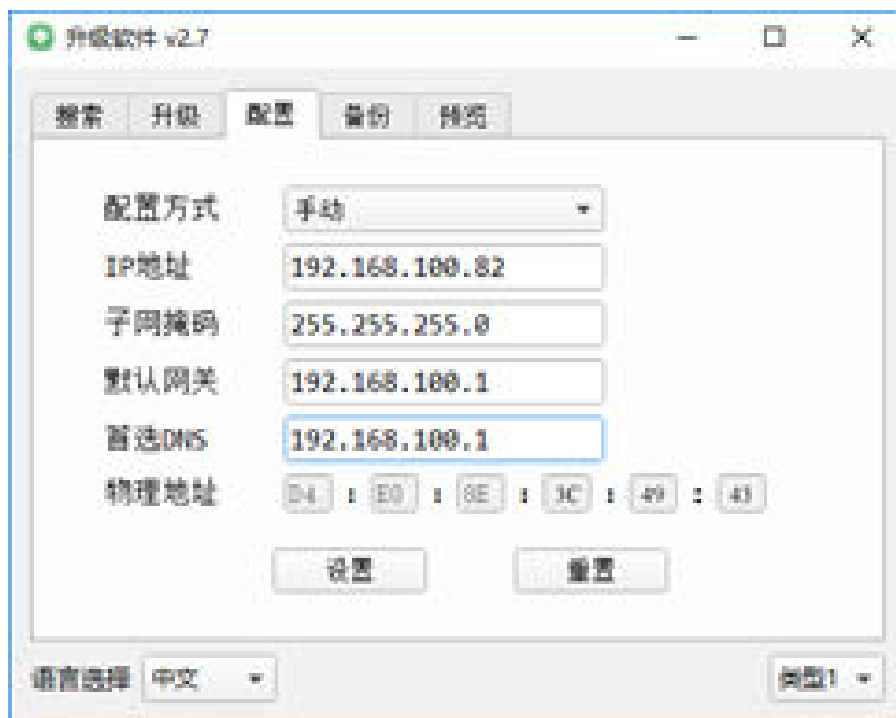 升级软件 v2.7
搜索 升级 配置 备份 预览
配置方式 手动
IP地址 192.168.100.82
子网掩码 255.255.255.0
默认网关 192.168.100.1
首选DNS 192.168.100.1
物理地址 D4 : E0 : 8E : 3C : 49 : 43
设置 重置
语言选择 中文 类型1